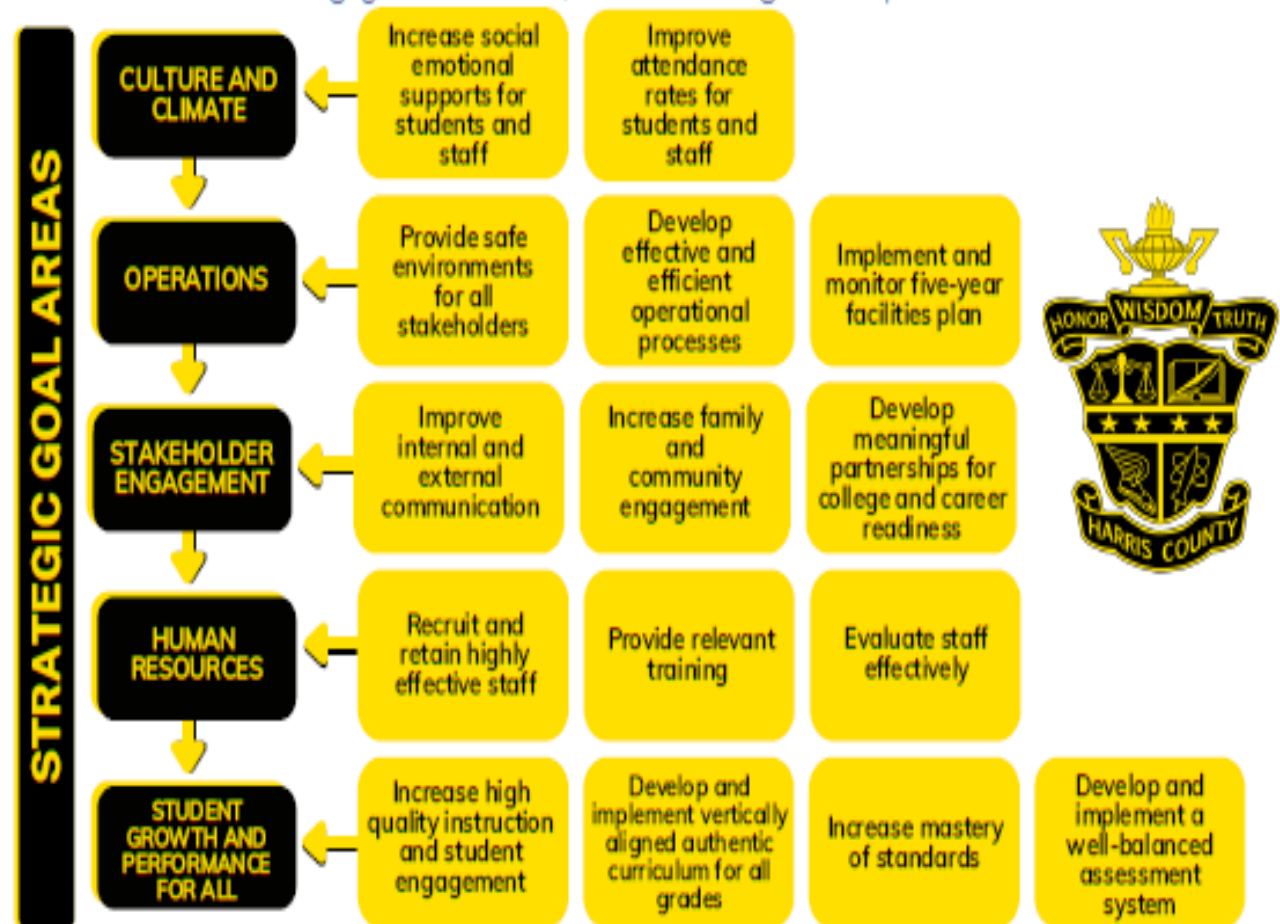 STRATEGIC GOAL AREAS
CULTURE AND
CLIMATE
Increase social
emotional
supports for
students and
staff
Improve
attendance
rates for
students and
staff
OPERATIONS
Provide safe
environments
for all
stakeholders
Develop
effective and
efficient
operational
processes
Implement and
monitor five-year
facilities plan
STAKEHOLDER
ENGAGEMENT
Improve
internal and
external
communication
Increase family
and
community
engagement
Develop
meaningful
partnerships for
college and career
readiness
HUMAN
RESOURCES
Recruit and
retain highly
effective staff
Provide relevant
training
Evaluate staff
effectively
STUDENT
GROWTH AND
PERFORMANCE
FOR ALL
Increase high
quality instruction
and student
engagement
Develop and
implement vertically
aligned authentic
curriculum for all
grades
Increase mastery
of standards
Develop and
implement a
well-balanced
assessment
system
HONOR WISDOM TRUTH
HARRIS COUNTY